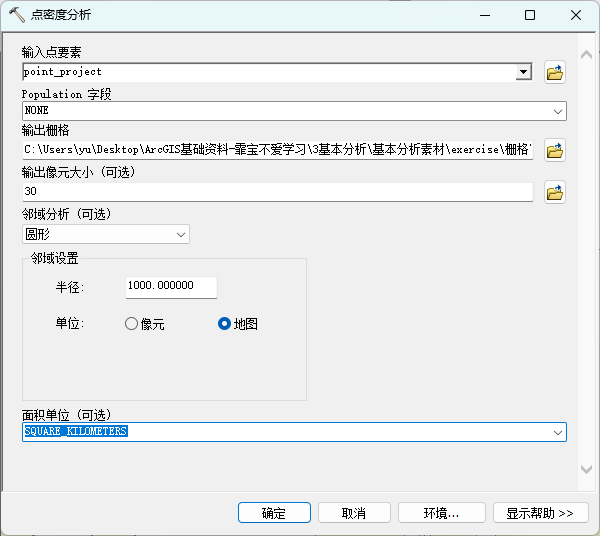 点密度分析
输入点要素
point_project
Population 字段
NONE
输出栅格
C:\Users\yu\Desktop\ArcGIS基础资料-霏宝不爱学习\3基本分析\基本分析素材\exercise\栅格
输出像元大小 (可选)
30
邻域分析 (可选)
圆形
邻域设置
半径:
1000.000000
单位:
像元
地图
面积单位 (可选)
SQUARE_KILOMETERS
确定
取消
环境...
显示帮助 >>